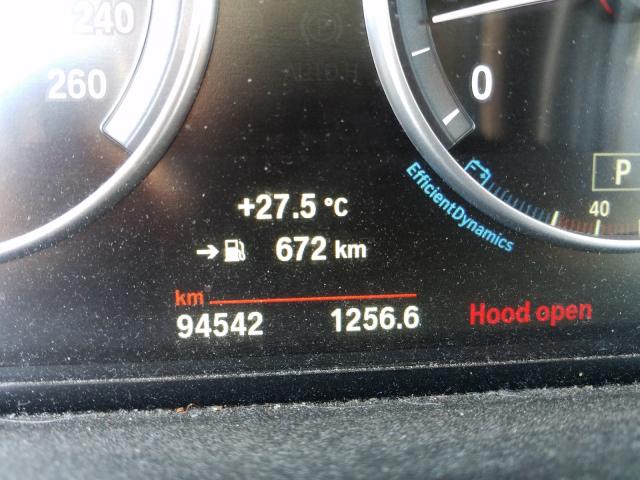 240
260
0
EfficientDynamics
P
40
+27.5 °C
➔ 672 km
km
94542 1256.6
Hood open